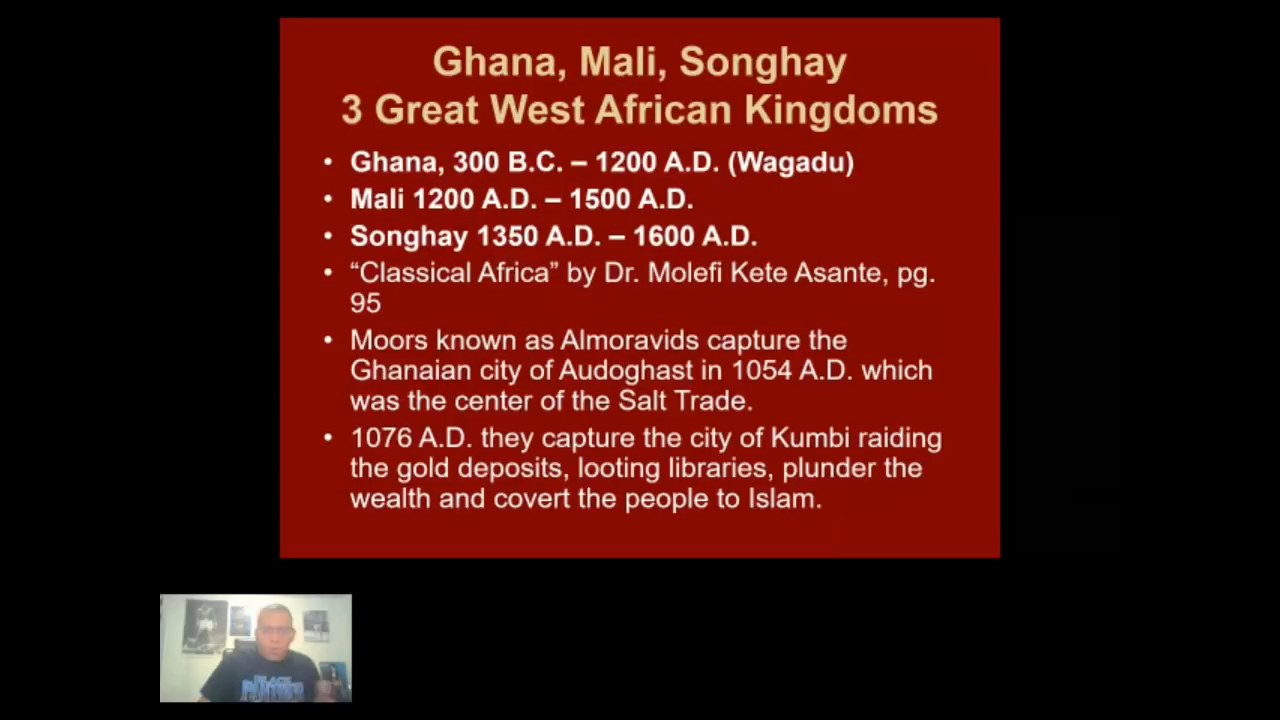 Ghana, Mali, Songhay
3 Great West African Kingdoms
• Ghana, 300 B.C. – 1200 A.D. (Wagadu)
• Mali 1200 A.D. – 1500 A.D.
• Songhay 1350 A.D. – 1600 A.D.
• “Classical Africa” by Dr. Molefi Kete Asante, pg.
95
• Moors known as Almoravids capture the
Ghanaian city of Audoghast in 1054 A.D. which
was the center of the Salt Trade.
• 1076 A.D. they capture the city of Kumbi raiding
the gold deposits, looting libraries, plunder the
wealth and covert the people to Islam.
BLACK
PANTHER